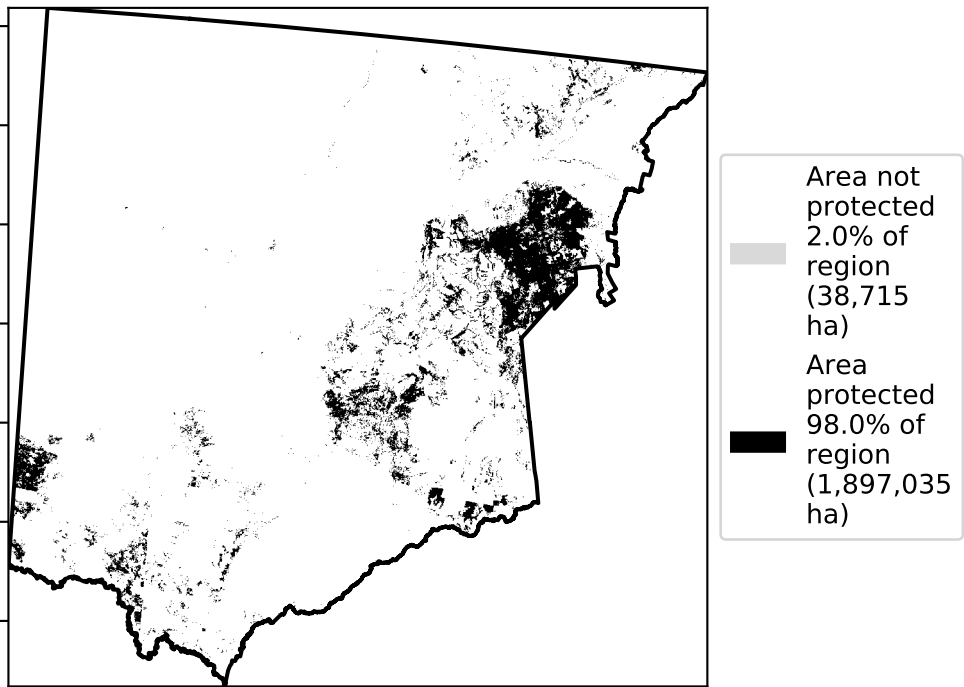 Area not
protected
2.0% of
region
(38,715
ha)
Area
protected
98.0% of
region
(1,897,035
ha)